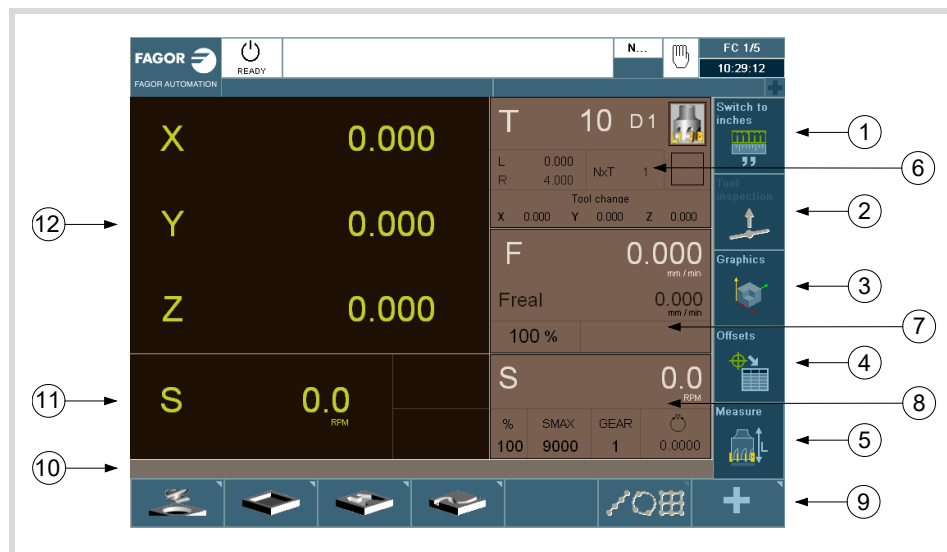 FAGOR
READY
N...
FC 1/5
10:29:12
FAGOR AUTOMATION
X 0.000
Y 0.000
Z 0.000
S 0.0
RPM
T 10 D 1
L 0.000
R 4.000
NxT 1
Tool change
X 0.000 Y 0.000 Z 0.000
F 0.000
mm / min
Freal 0.000
mm / min
100 %
S 0.0
RPM
% SMAX GEAR
100 9000 1 0.0000
Switch to
inches
Tool
inspection
Graphics
Offsets
Measure
L
1
2
3
4
5
6
7
8
9
10
11
12